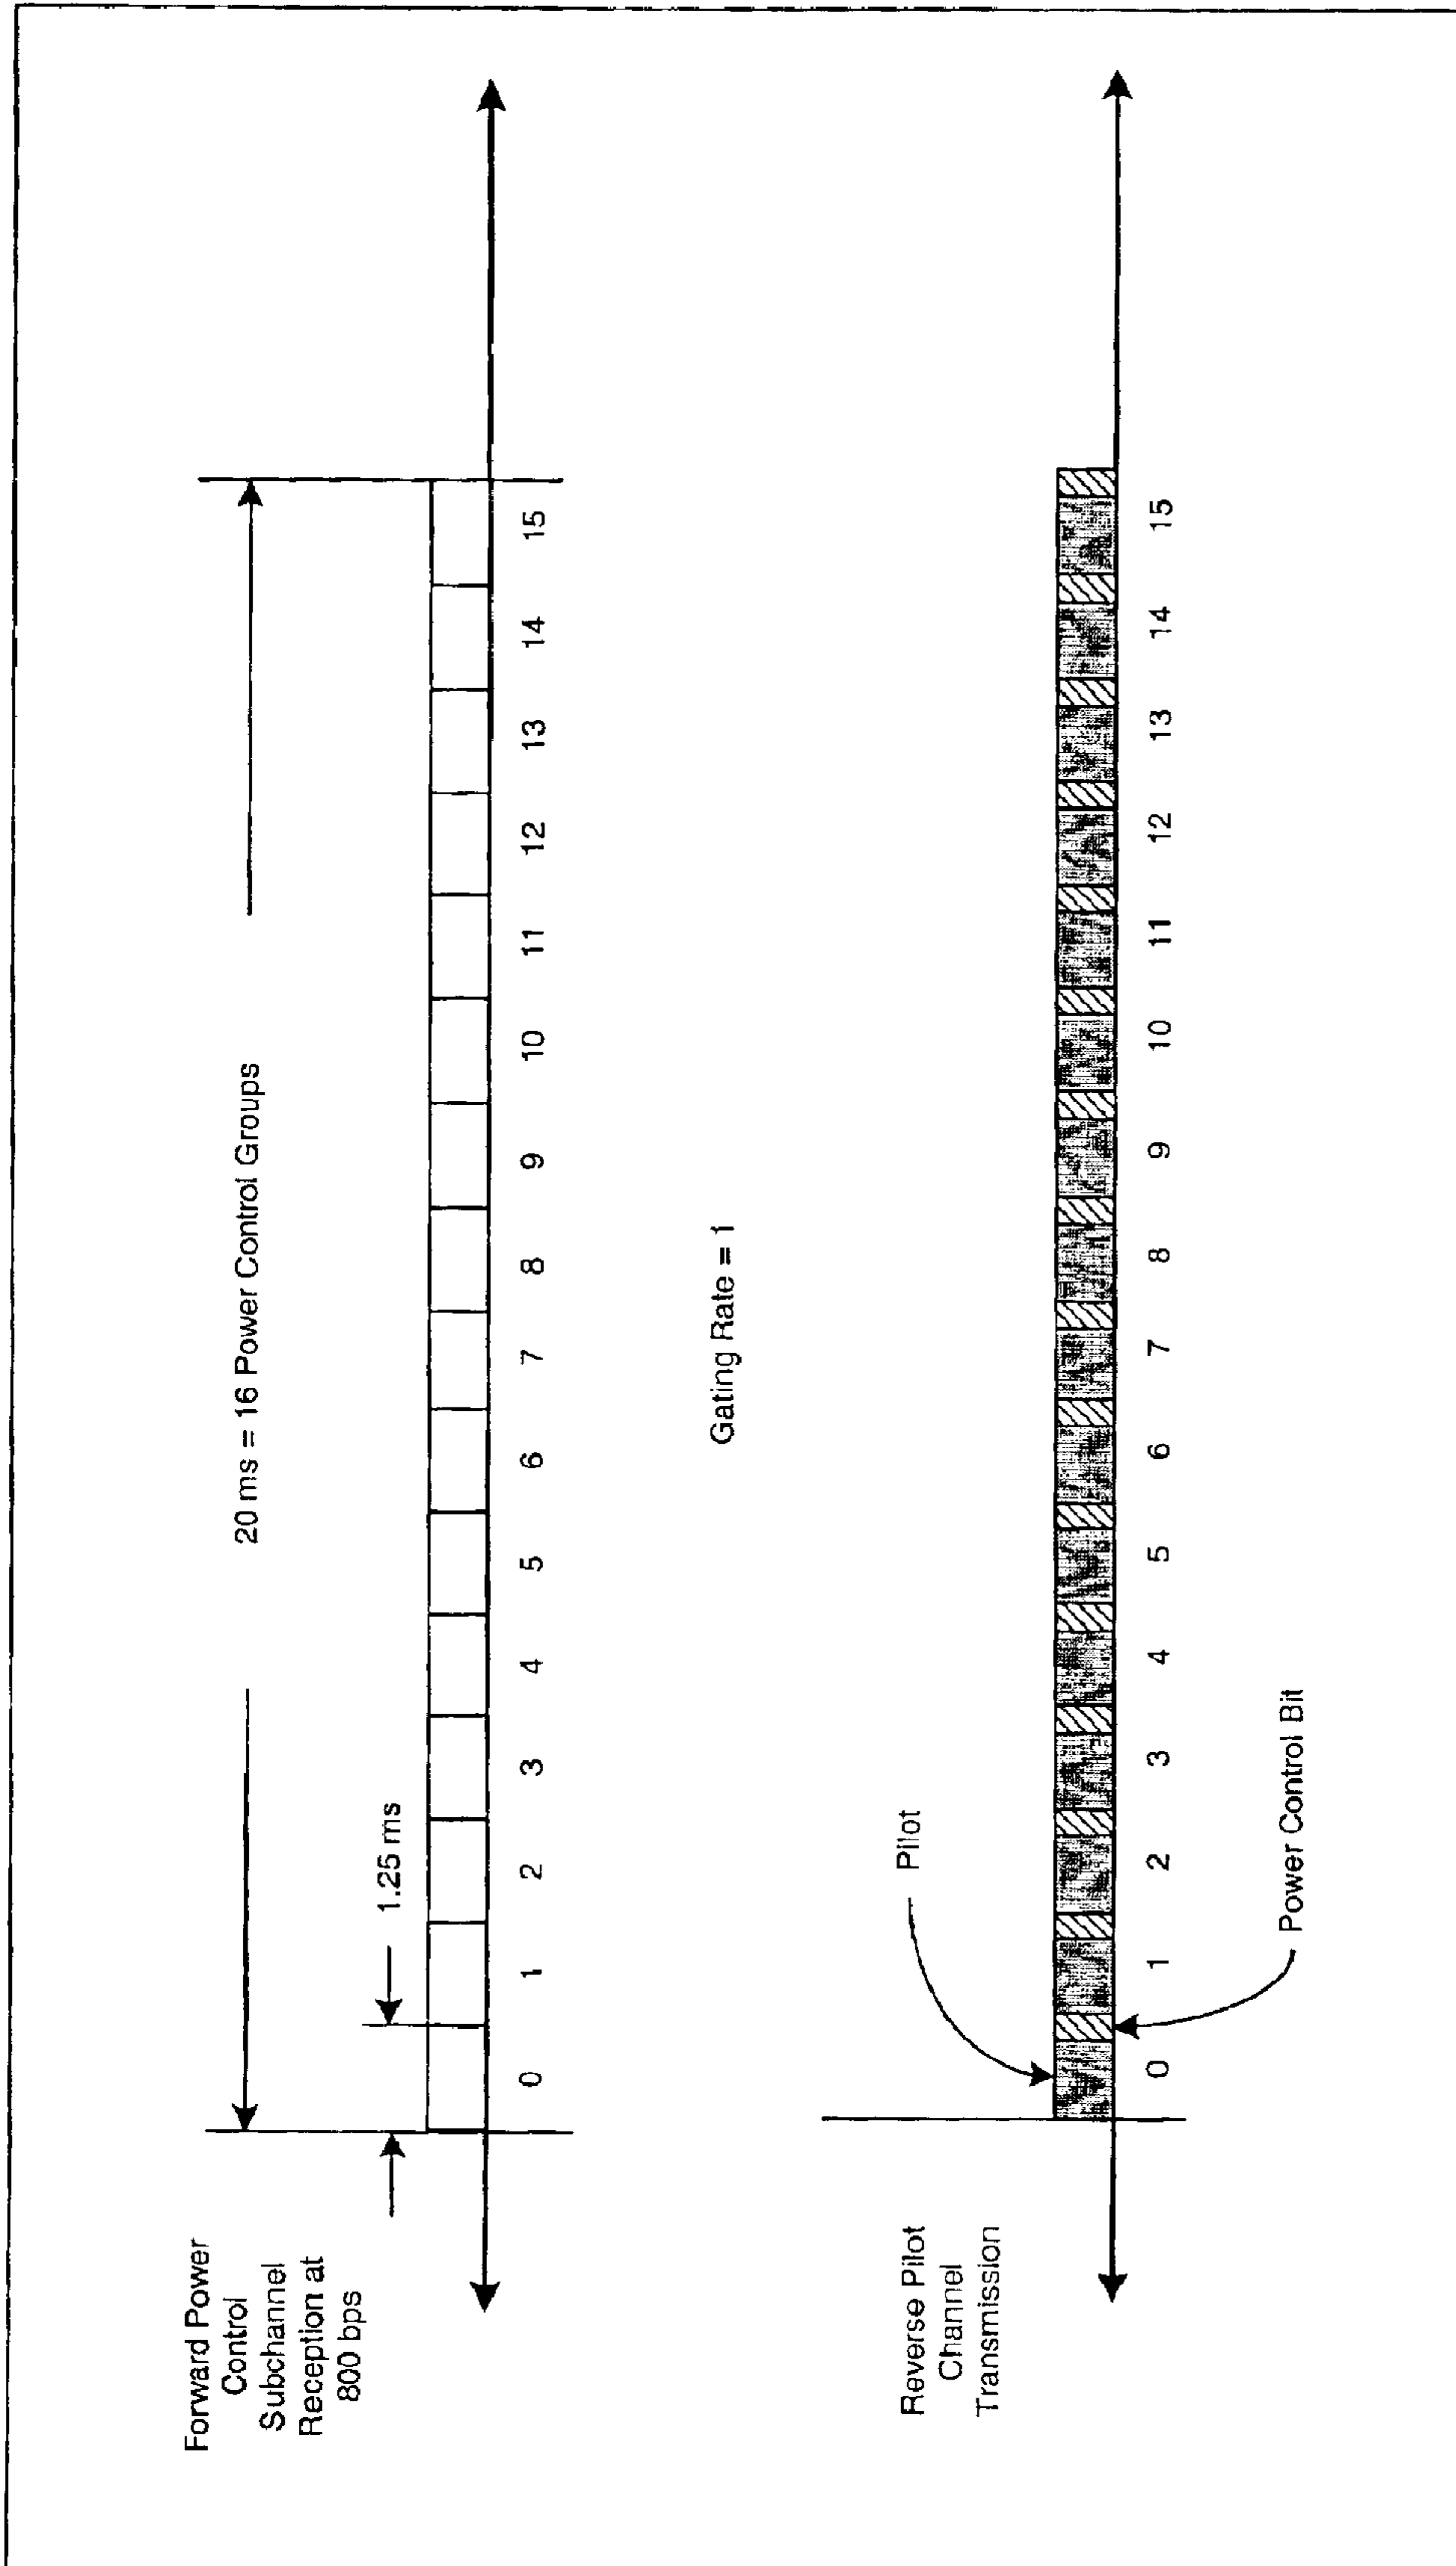 20 ms = 16 Power Control Groups
Forward Power
Control
Subchannel
Reception at
800 bps
1.25 ms
0 1 2 3 4 5 6 7 8 9 10 11 12 13 14 15
Gating Rate = 1
Reverse Pilot
Channel
Transmission
Pilot
0 1 2 3 4 5 6 7 8 9 10 11 12 13 14 15
Power Control Bit